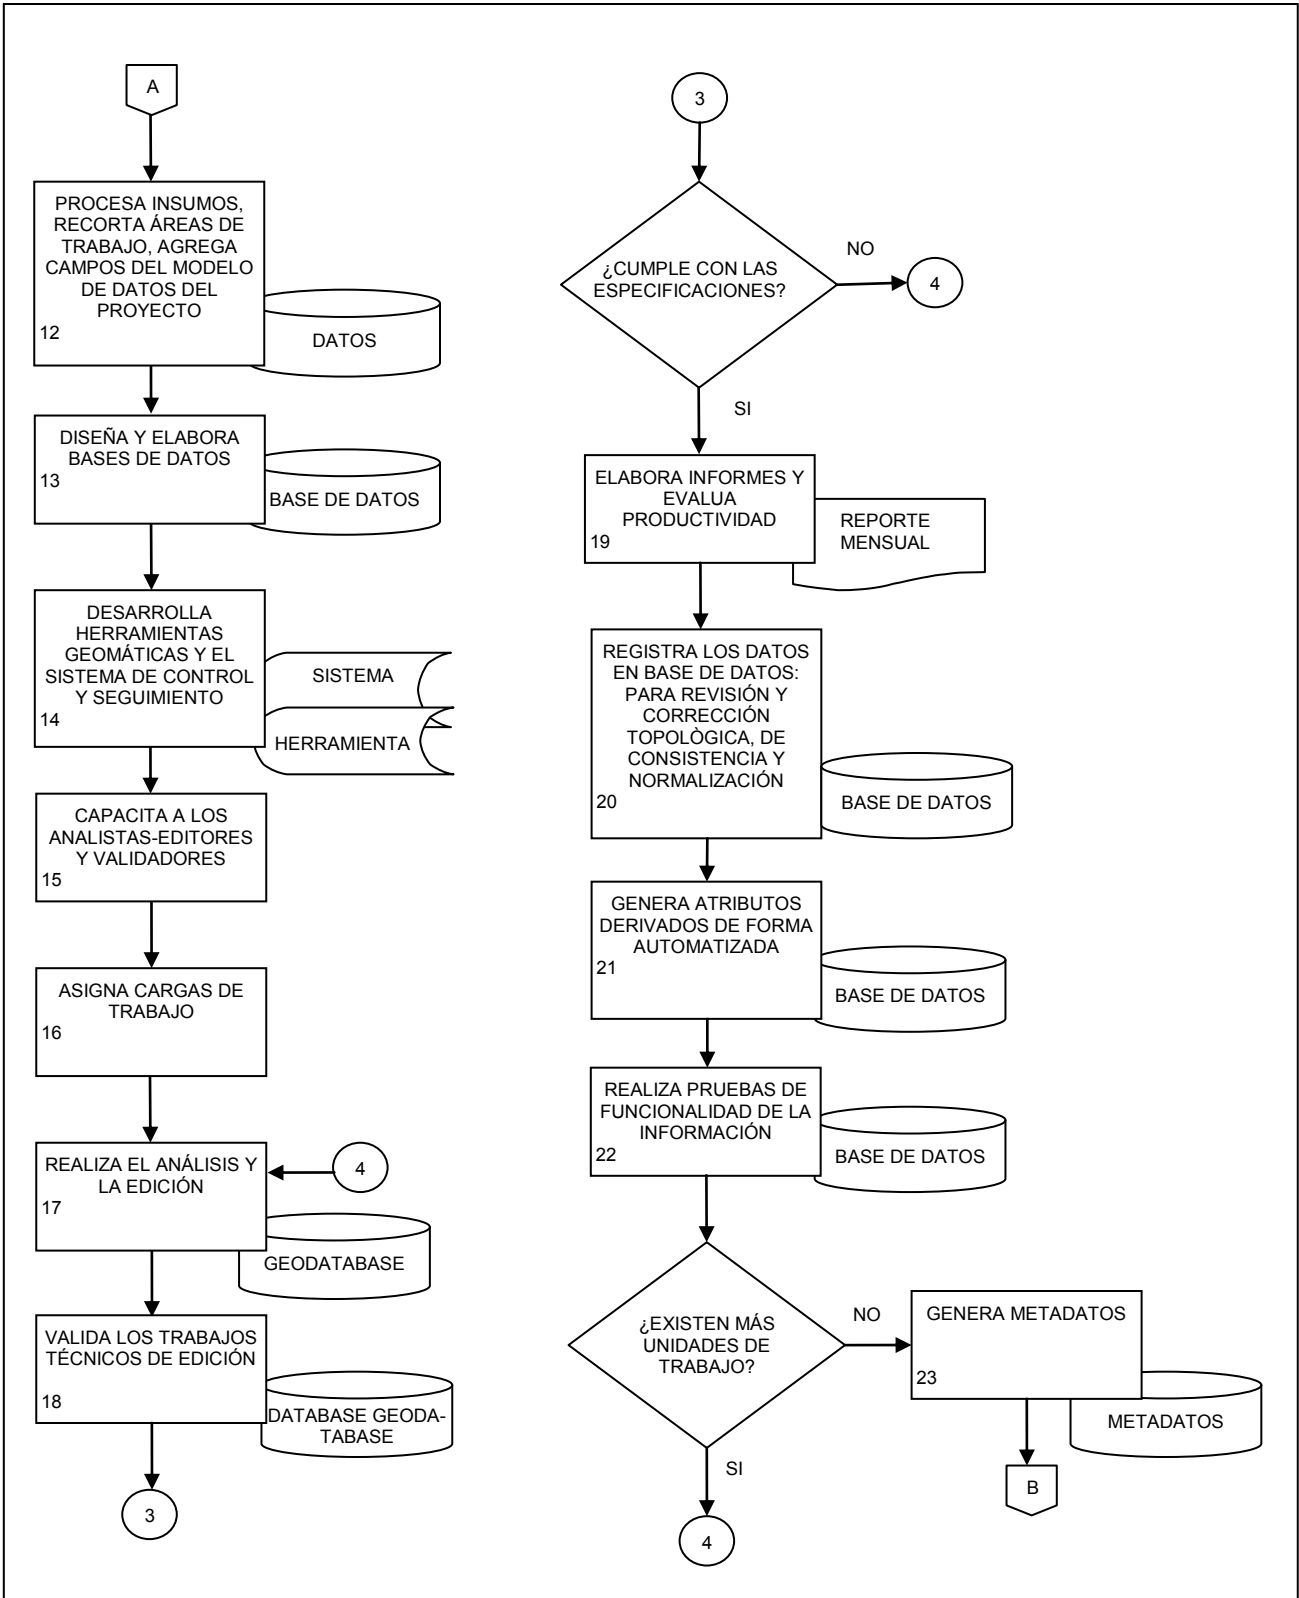 A
PROCESA INSUMOS,
RECORTA ÁREAS DE
TRABAJO, AGREGA
CAMPOS DEL MODELO
DE DATOS DEL
PROYECTO
12
DATOS
DISEÑA Y ELABORA
BASES DE DATOS
13
BASE DE DATOS
DESARROLLA
HERRAMIENTAS
GEOMÁTICAS Y EL
SISTEMA DE CONTROL
Y SEGUIMIENTO
14
SISTEMA
HERRAMIENTA
CAPACITA A LOS
ANALISTAS-EDITORES
Y VALIDADORES
15
ASIGNA CARGAS DE
TRABAJO
16
REALIZA EL ANÁLISIS Y
LA EDICIÓN
17
4
GEODATABASE
VALIDA LOS TRABAJOS
TÉCNICOS DE EDICIÓN
18
DATABASE GEODA-
TABASE
3
3
¿CUMPLE CON LAS
ESPECIFICACIONES?
NO
4
SI
ELABORA INFORMES Y
EVALUA
PRODUCTIVIDAD
19
REPORTE
MENSUAL
REGISTRA LOS DATOS
EN BASE DE DATOS:
PARA REVISIÓN Y
CORRECCIÓN
TOPOLÒGICA, DE
CONSISTENCIA Y
NORMALIZACIÓN
20
BASE DE DATOS
GENERA ATRIBUTOS
DERIVADOS DE FORMA
AUTOMATIZADA
21
BASE DE DATOS
REALIZA PRUEBAS DE
FUNCIONALIDAD DE LA
INFORMACIÓN
22
BASE DE DATOS
¿EXISTEN MÁS
UNIDADES DE
TRABAJO?
NO
GENERA METADATOS
23
METADATOS
B
SI
4